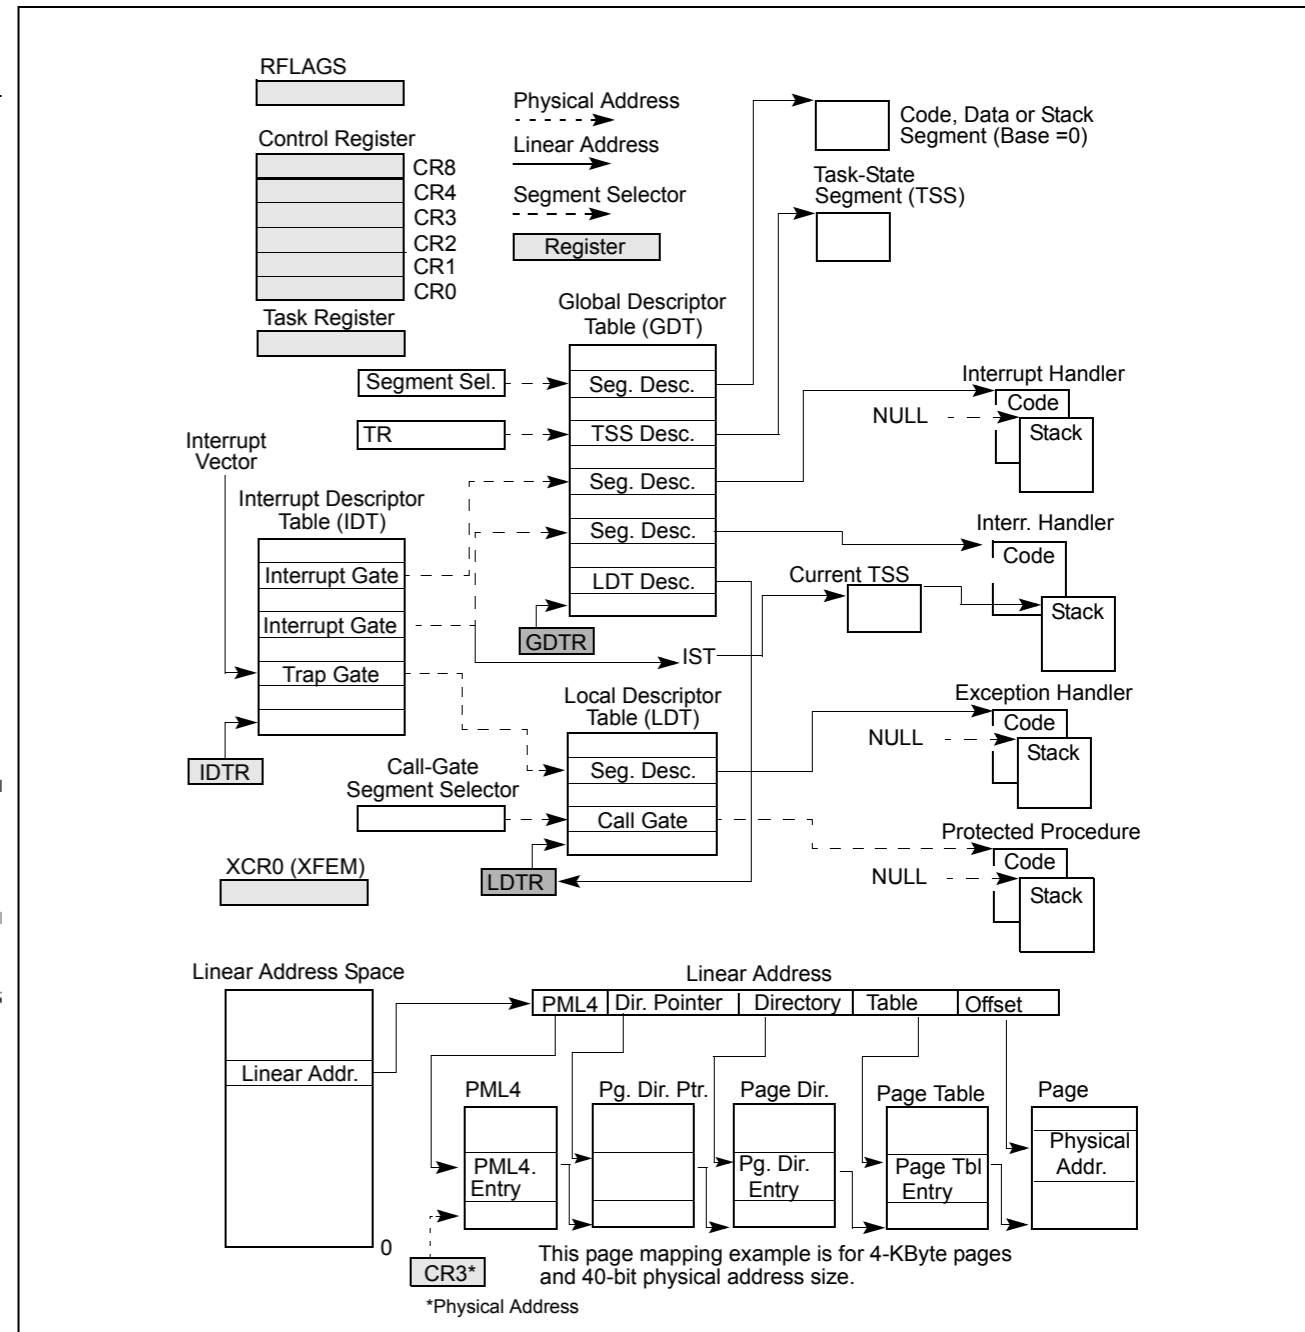 RFLAGS
Control Register
CR8
CR4
CR3
CR2
CR1
CR0
Task Register
Physical Address
Linear Address
Segment Selector
Register
Code, Data or Stack
Segment (Base =0)
Task-State
Segment (TSS)
Global Descriptor
Table (GDT)
Segment Sel.
Seg. Desc.
TR
TSS Desc.
Seg. Desc.
Seg. Desc.
LDT Desc.
GDTR
Interrupt
Vector
Interrupt Descriptor
Table (IDT)
Interrupt Gate
Interrupt Gate
Trap Gate
IDTR
Interrupt Handler
Code
NULL
Stack
Interr. Handler
Code
Current TSS
Stack
IST
Local Descriptor
Table (LDT)
Exception Handler
Code
NULL
Stack
Call-Gate
Segment Selector
Seg. Desc.
Call Gate
Protected Procedure
Code
NULL
Stack
XCR0 (XFEM)
LDTR
Linear Address Space
Linear Addr.
0
Linear Address
PML4 Dir. Pointer Directory Table Offset
PML4 Pg. Dir. Ptr. Page Dir. Page Table Page
PML4.
Entry
Pg. Dir.
Entry
Page Tbl
Entry
Physical
Addr.
CR3*
This page mapping example is for 4-KByte pages
and 40-bit physical address size.
*Physical Address